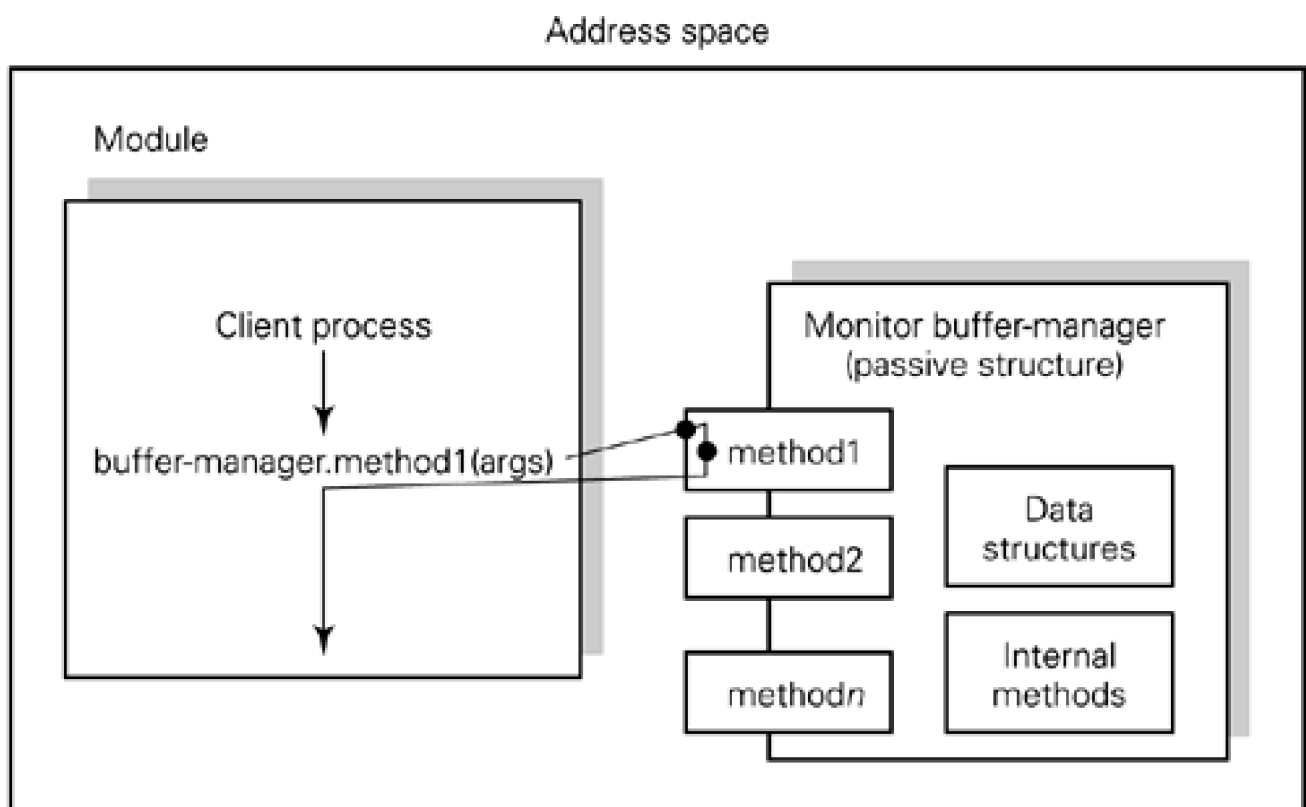 Address space
Module
Client process
buffer-manager.method1(args)
Monitor buffer-manager
(passive structure)
method1
method2
methodn
Data
structures
Internal
methods